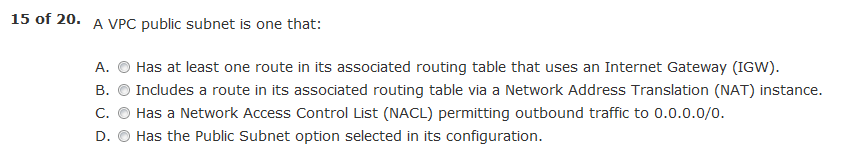 15 of 20. A VPC public subnet is one that:
A. Has at least one route in its associated routing table that uses an Internet Gateway (IGW).
B. Includes a route in its associated routing table via a Network Address Translation (NAT) instance.
C. Has a Network Access Control List (NACL) permitting outbound traffic to 0.0.0.0/0.
D. Has the Public Subnet option selected in its configuration.